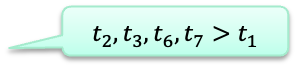 t₂, t₃, t₆, t₇ > t₁